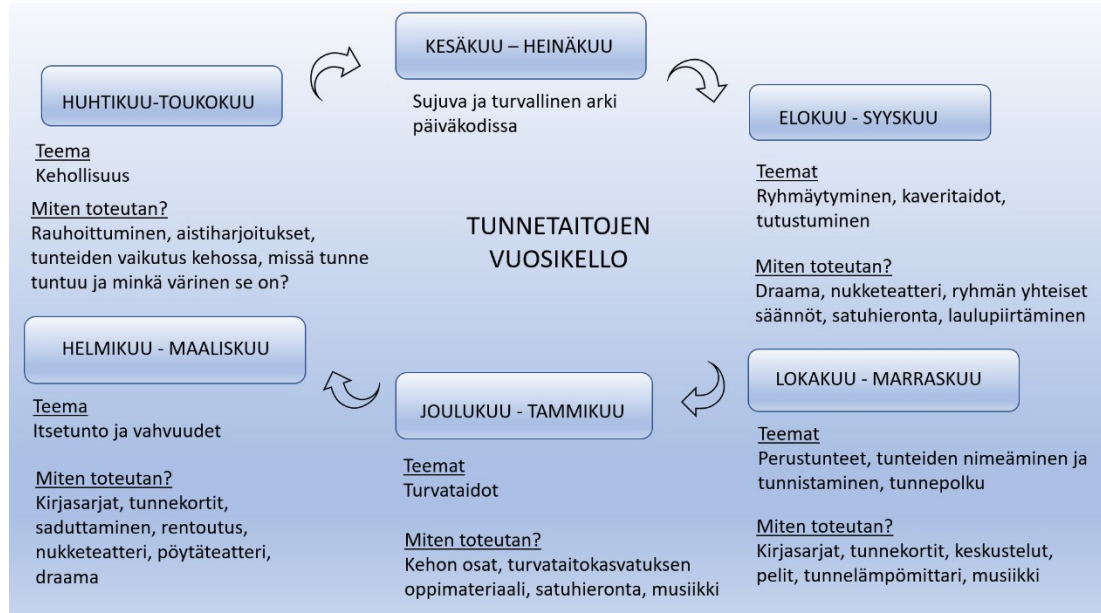 TUNNETAITOJEN
VUOSIKELLO
KESÄKUU – HEINÄKUU
Sujuva ja turvallinen arki
päiväkodissa
ELOKUU - SYYSKUU
Teemat
Ryhmäytyminen, kaveritaidot,
tutustuminen
Miten toteutan?
Draama, nukketeatteri, ryhmän yhteiset
säännöt, satuhieronta, laulupiirtäminen
LOKAKUU - MARRASKUU
Teemat
Perustunteet, tunteiden nimeäminen ja
tunnistaminen, tunnepolku
Miten toteutan?
Kirjasarjat, tunnekortit, keskustelut,
pelit, tunnelämpömittari, musiikki
JOULUKUU - TAMMIKUU
Teemat
Turvataidot
Miten toteutan?
Kehon osat, turvataitokasvatuksen
oppimateriaali, satuhieronta, musiikki
HELMIKUU - MAALISKUU
Teema
Itsetunto ja vahvuudet
Miten toteutan?
Kirjasarjat, tunnekortit,
saduttaminen, rentoutus,
nukketeatteri, pöytäteatteri,
draama
HUHTIKUU-TOUKOKUU
Teema
Kehollisuus
Miten toteutan?
Rauhoittuminen, aistiharjoitukset,
tunteiden vaikutus kehossa, missä tunne
tuntuu ja minkä värinen se on?